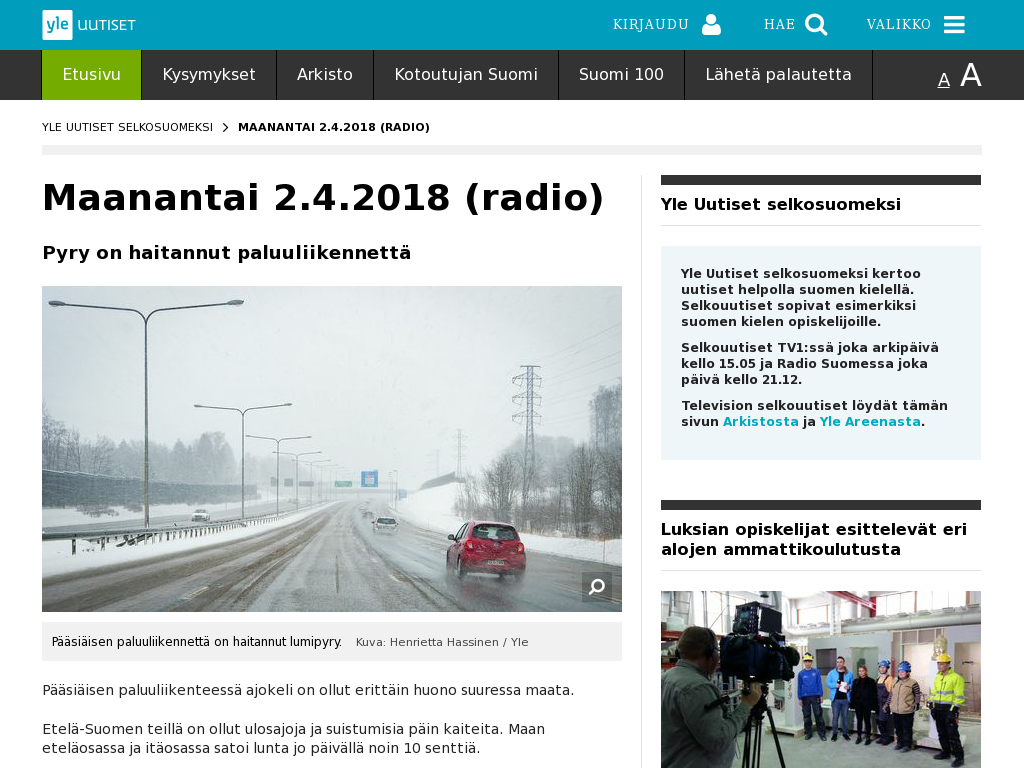 yle UUTISET
KIRJAUDU
HAE
VALIKKO
Etusivu
Kysymykset
Arkisto
Kotoutujan Suomi
Suomi 100
Lähetä palautetta
A A
YLE UUTISET SELKOSUOMEKSI > MAANANTAI 2.4.2018 (RADIO)
Maanantai 2.4.2018 (radio)
Pyry on haitannut paluuliikennettä
Pääsiäisen paluuliikennettä on haitannut lumipyry. Kuva: Henrietta Hassinen / Yle
Pääsiäisen paluuliikenteessä ajokeli on ollut erittäin huono suuressa maata.
Etelä-Suomen teillä on ollut ulosajoja ja suistumisia päin kaiteita. Maan
eteläosassa ja itäosassa satoi lunta jo päivällä noin 10 senttiä.
Yle Uutiset selkosuomeksi
Yle Uutiset selkosuomeksi kertoo
uutiset helpolla suomen kielellä.
Selkouutiset sopivat esimerkiksi
suomen kielen opiskelijoille.
Selkouutiset TV1:ssä joka arkipäivä
kello 15.05 ja Radio Suomessa joka
päivä kello 21.12.
Television selkouutiset löydät tämän
sivun Arkistosta ja Yle Areenasta.
Luksian opiskelijat esittelevät eri
alojen ammattikoulutusta